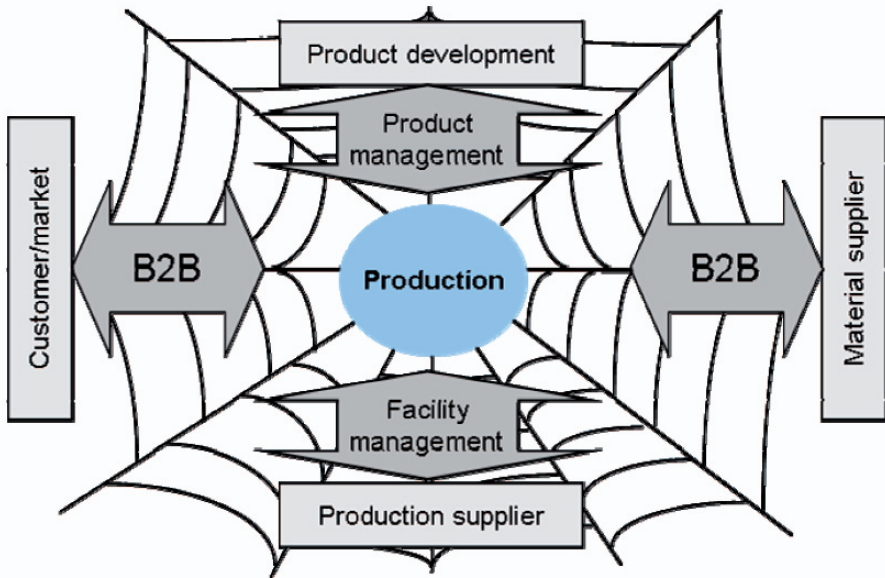 Product development
Product
management
Customer/market
B2B
Production
B2B
Material supplier
Facility
management
Production supplier